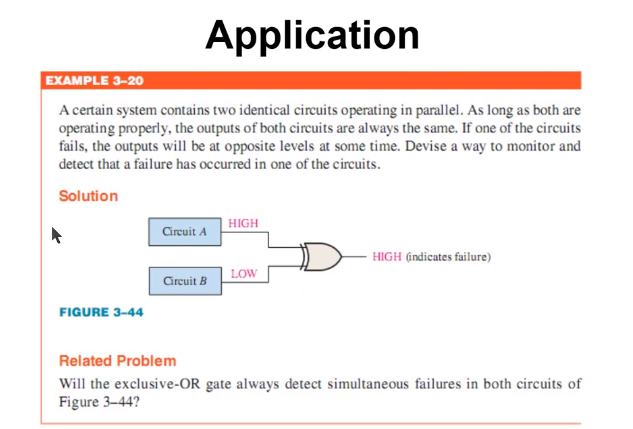 Application
EXAMPLE 3–20
A certain system contains two identical circuits operating in parallel. As long as both are
operating properly, the outputs of both circuits are always the same. If one of the circuits
fails, the outputs will be at opposite levels at some time. Devise a way to monitor and
detect that a failure has occurred in one of the circuits.
Solution
Circuit A
HIGH
HIGH (indicates failure)
Circuit B
LOW
FIGURE 3–44
Related Problem
Will the exclusive-OR gate always detect simultaneous failures in both circuits of
Figure 3–44?